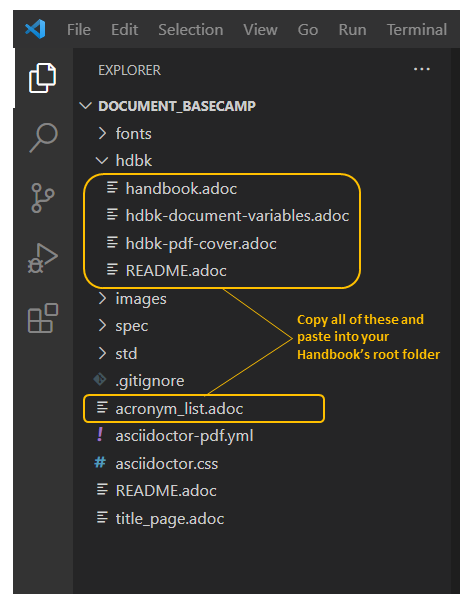 File Edit Selection View Go Run Terminal
EXPLORER ···
DOCUMENT_BASECAMP
fonts
hdbk
handbook.adoc
hdbk-document-variables.adoc
hdbk-pdf-cover.adoc
README.adoc
images
spec
Copy all of these and
paste into your
Handbook's root folder
std
.gitignore
acronym_list.adoc
! asciidoctor-pdf.yml
# asciidoctor.css
README.adoc
title_page.adoc